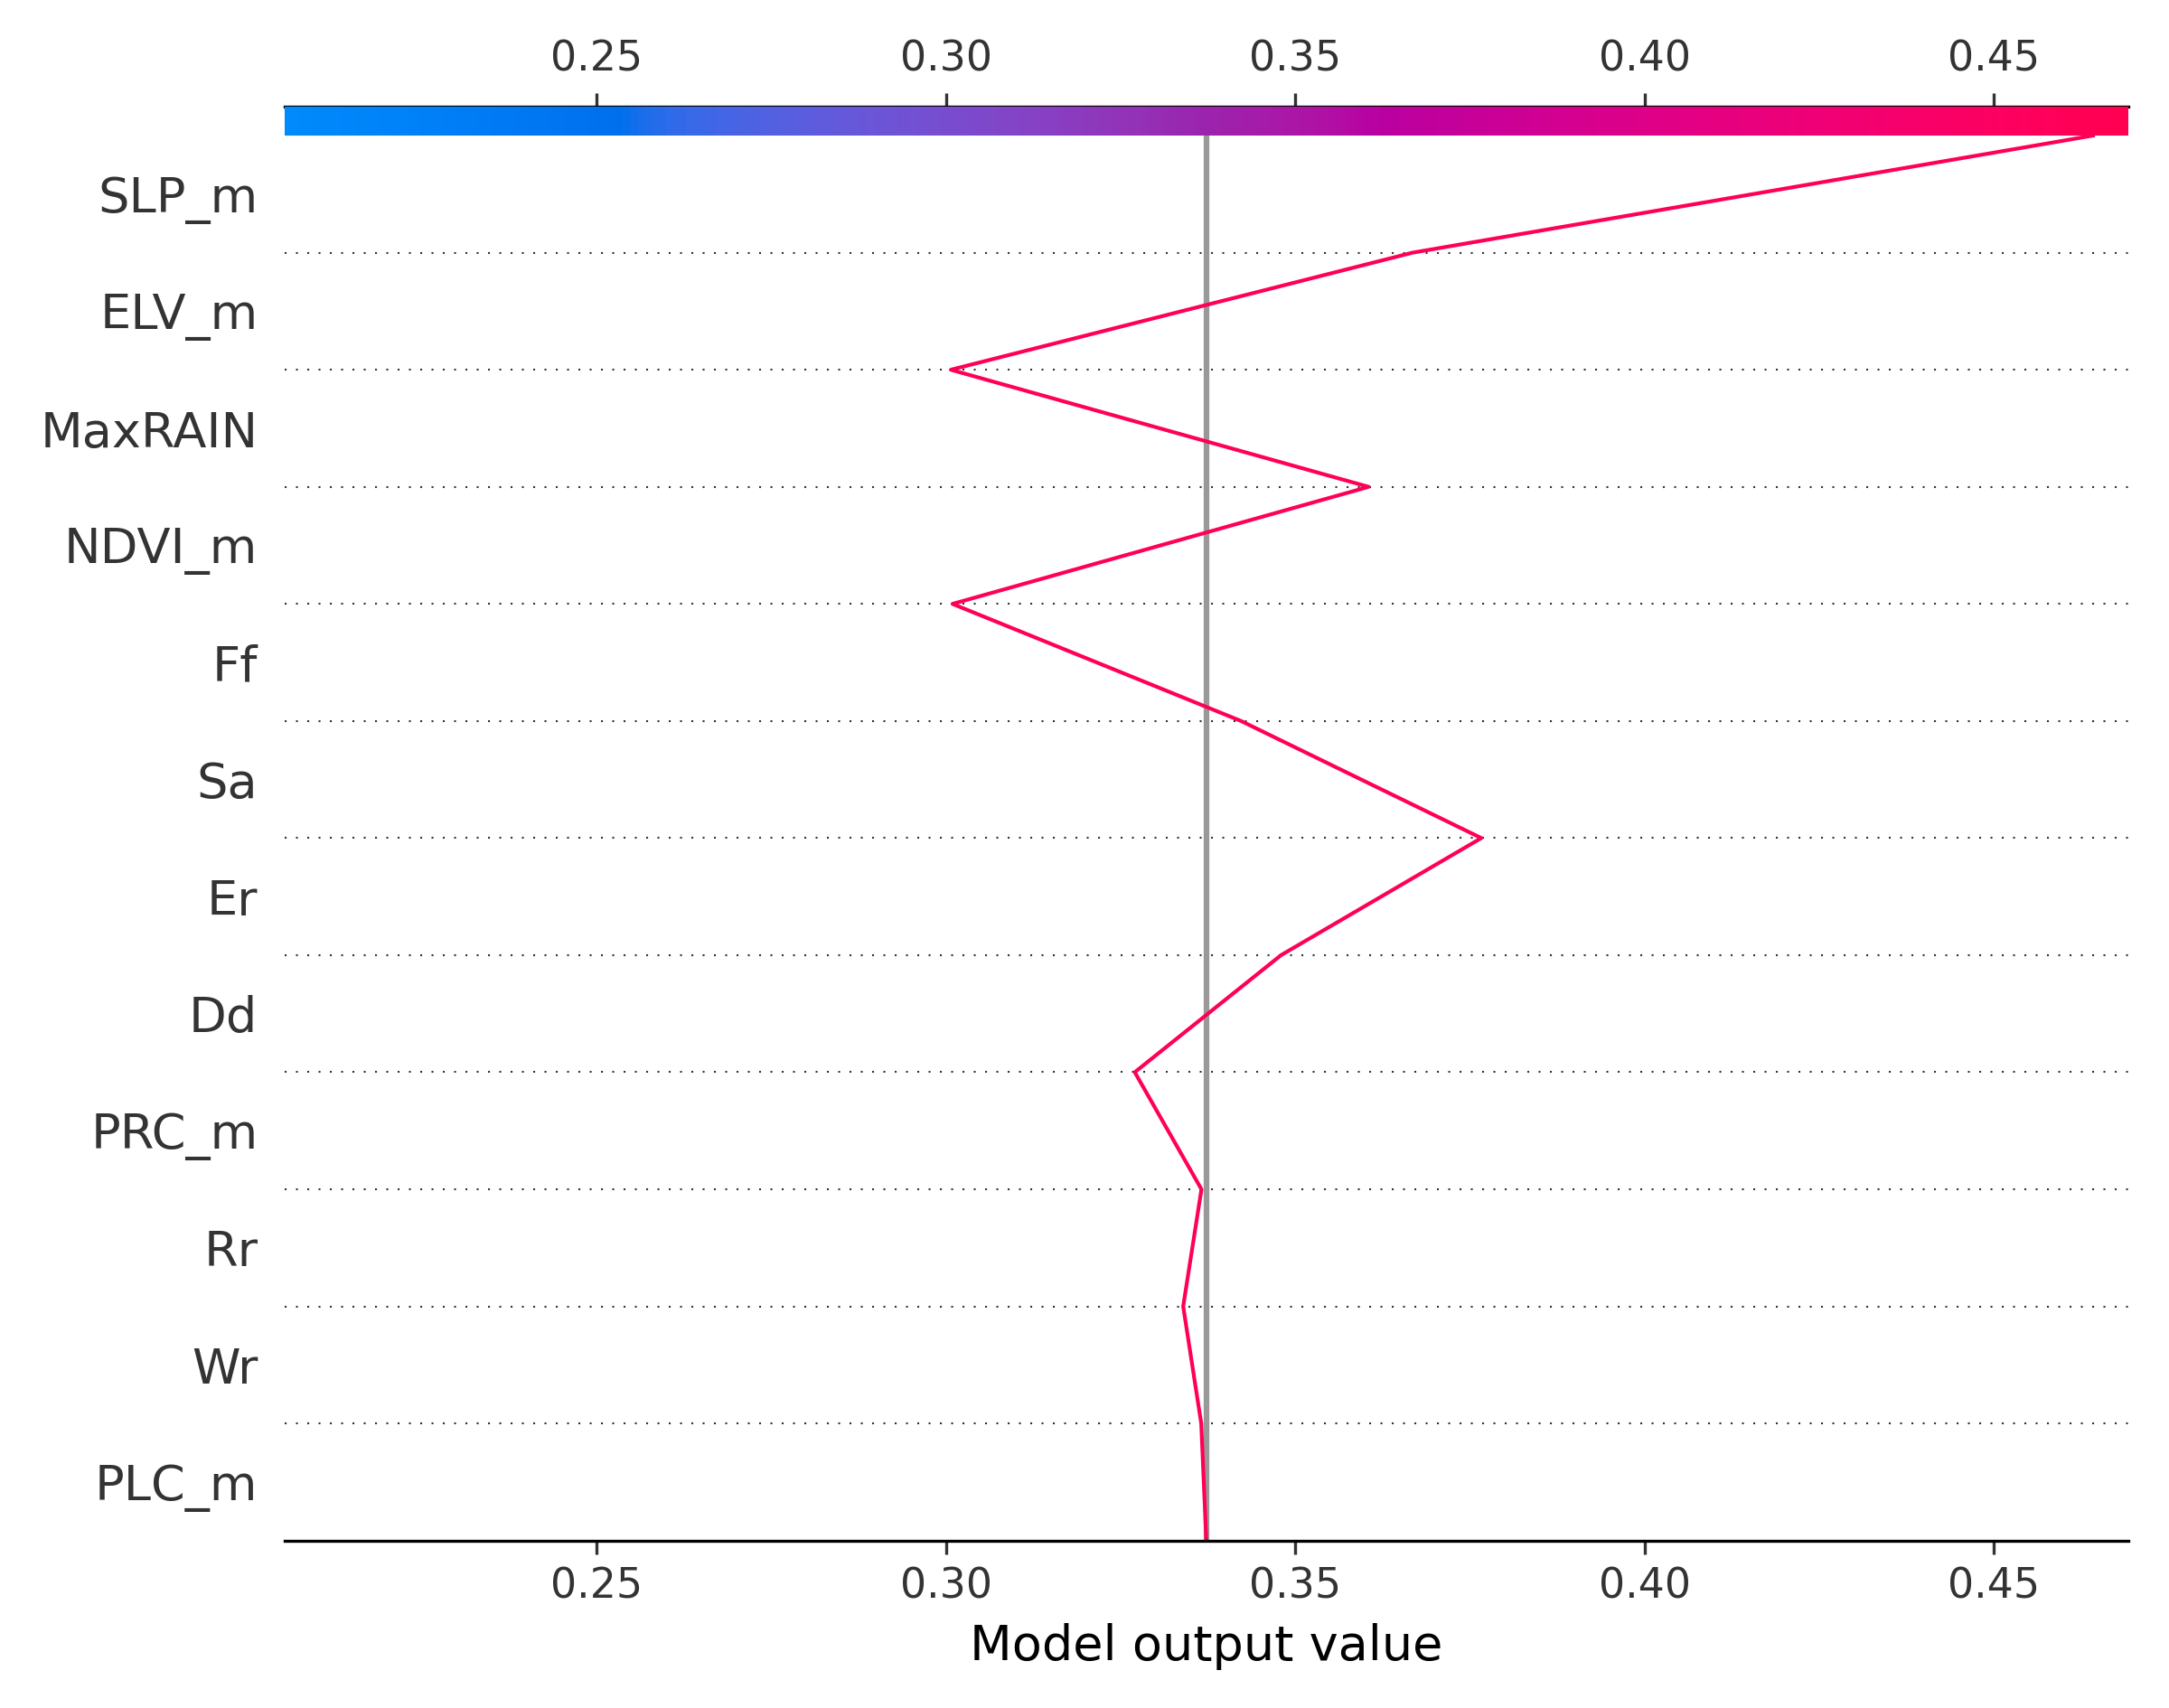 0.25 0.30 0.35 0.40 0.45
SLP_m
ELV_m
MaxRAIN
NDVI_m
Ff
Sa
Er
Dd
PRC_m
Rr
Wr
PLC_m
0.25 0.30 0.35 0.40 0.45
Model output value